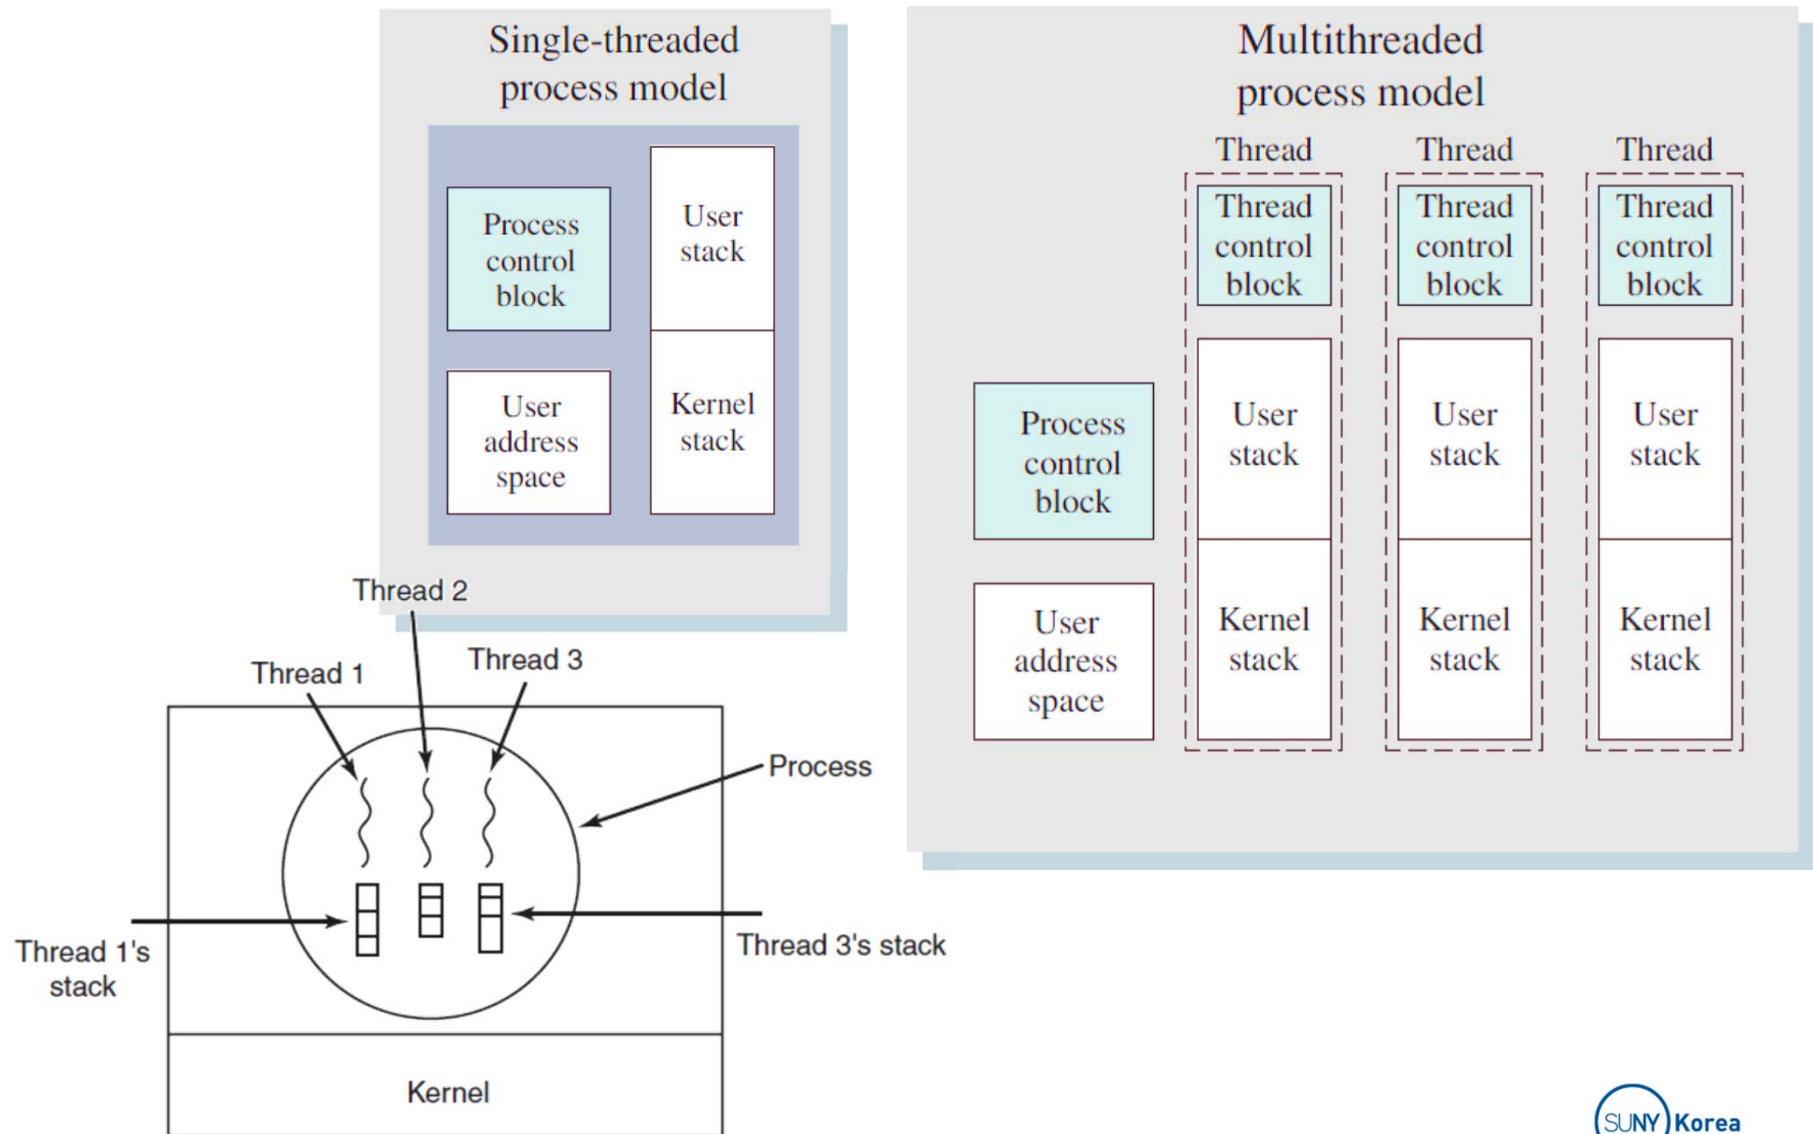 Single-threaded
process model
Process
control
block
User
stack
User
address
space
Kernel
stack
Multithreaded
process model
Thread
Thread
Thread
Thread
control
block
Thread
control
block
Thread
control
block
Process
control
block
User
stack
User
stack
User
stack
User
address
space
Kernel
stack
Kernel
stack
Kernel
stack
Thread 2
Thread 1
Thread 3
Process
Thread 1's
stack
Thread 3's stack
Kernel
SUNY Korea